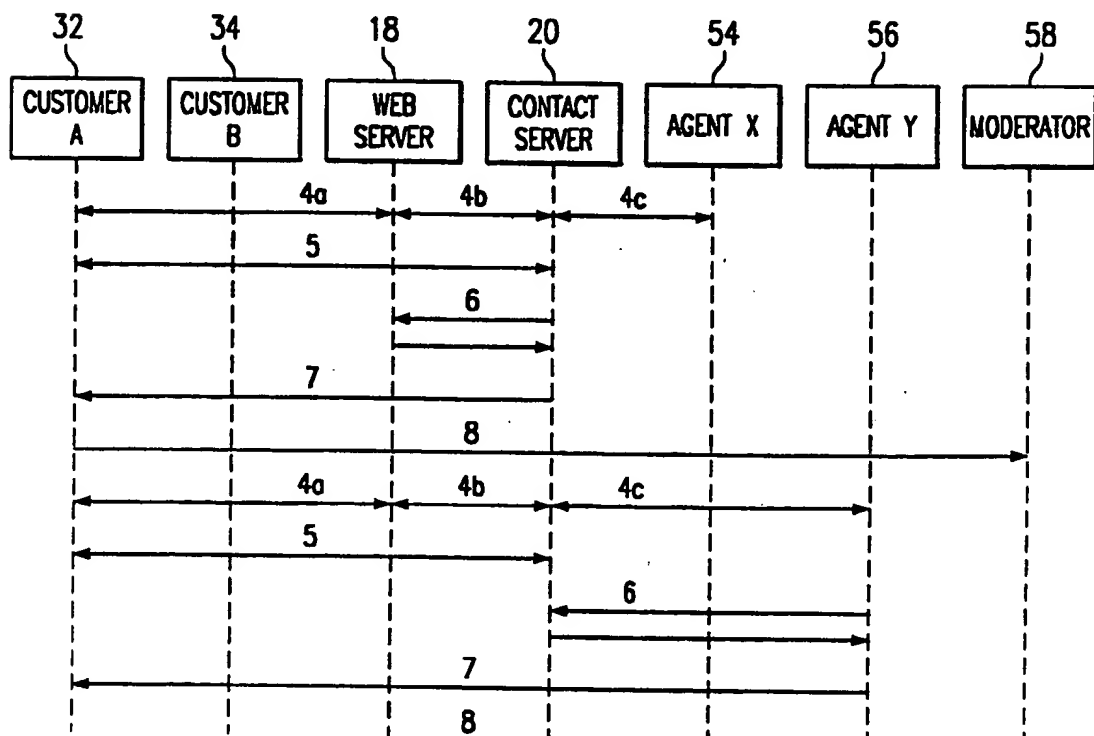 32 34 18 20 54 56 58
CUSTOMER A
CUSTOMER B
WEB SERVER
CONTACT SERVER
AGENT X
AGENT Y
MODERATOR
4a 4b 4c
5
6
7
8
4a 4b 4c
5
6
7
8